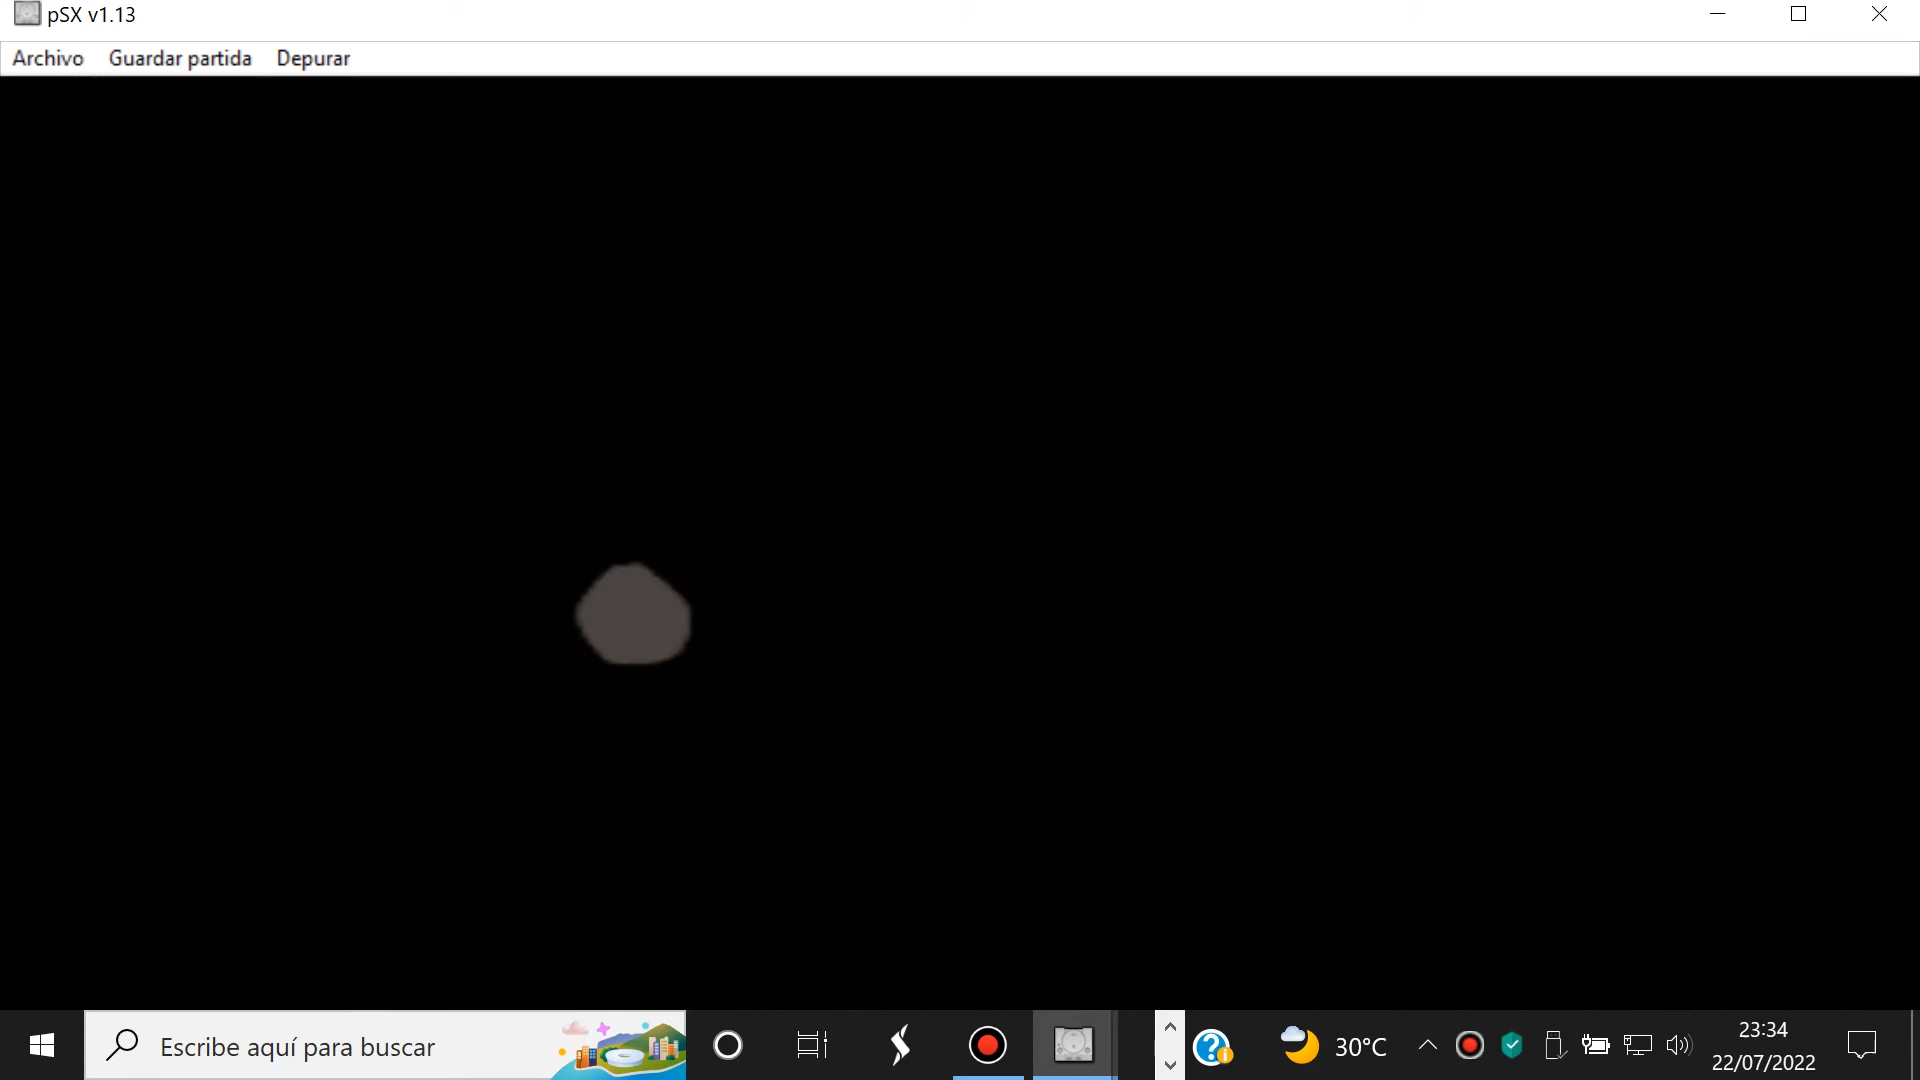 pSX v1.13
Archivo Guardar partida Depurar
Escribe aquí para buscar
30°C
23:34
22/07/2022